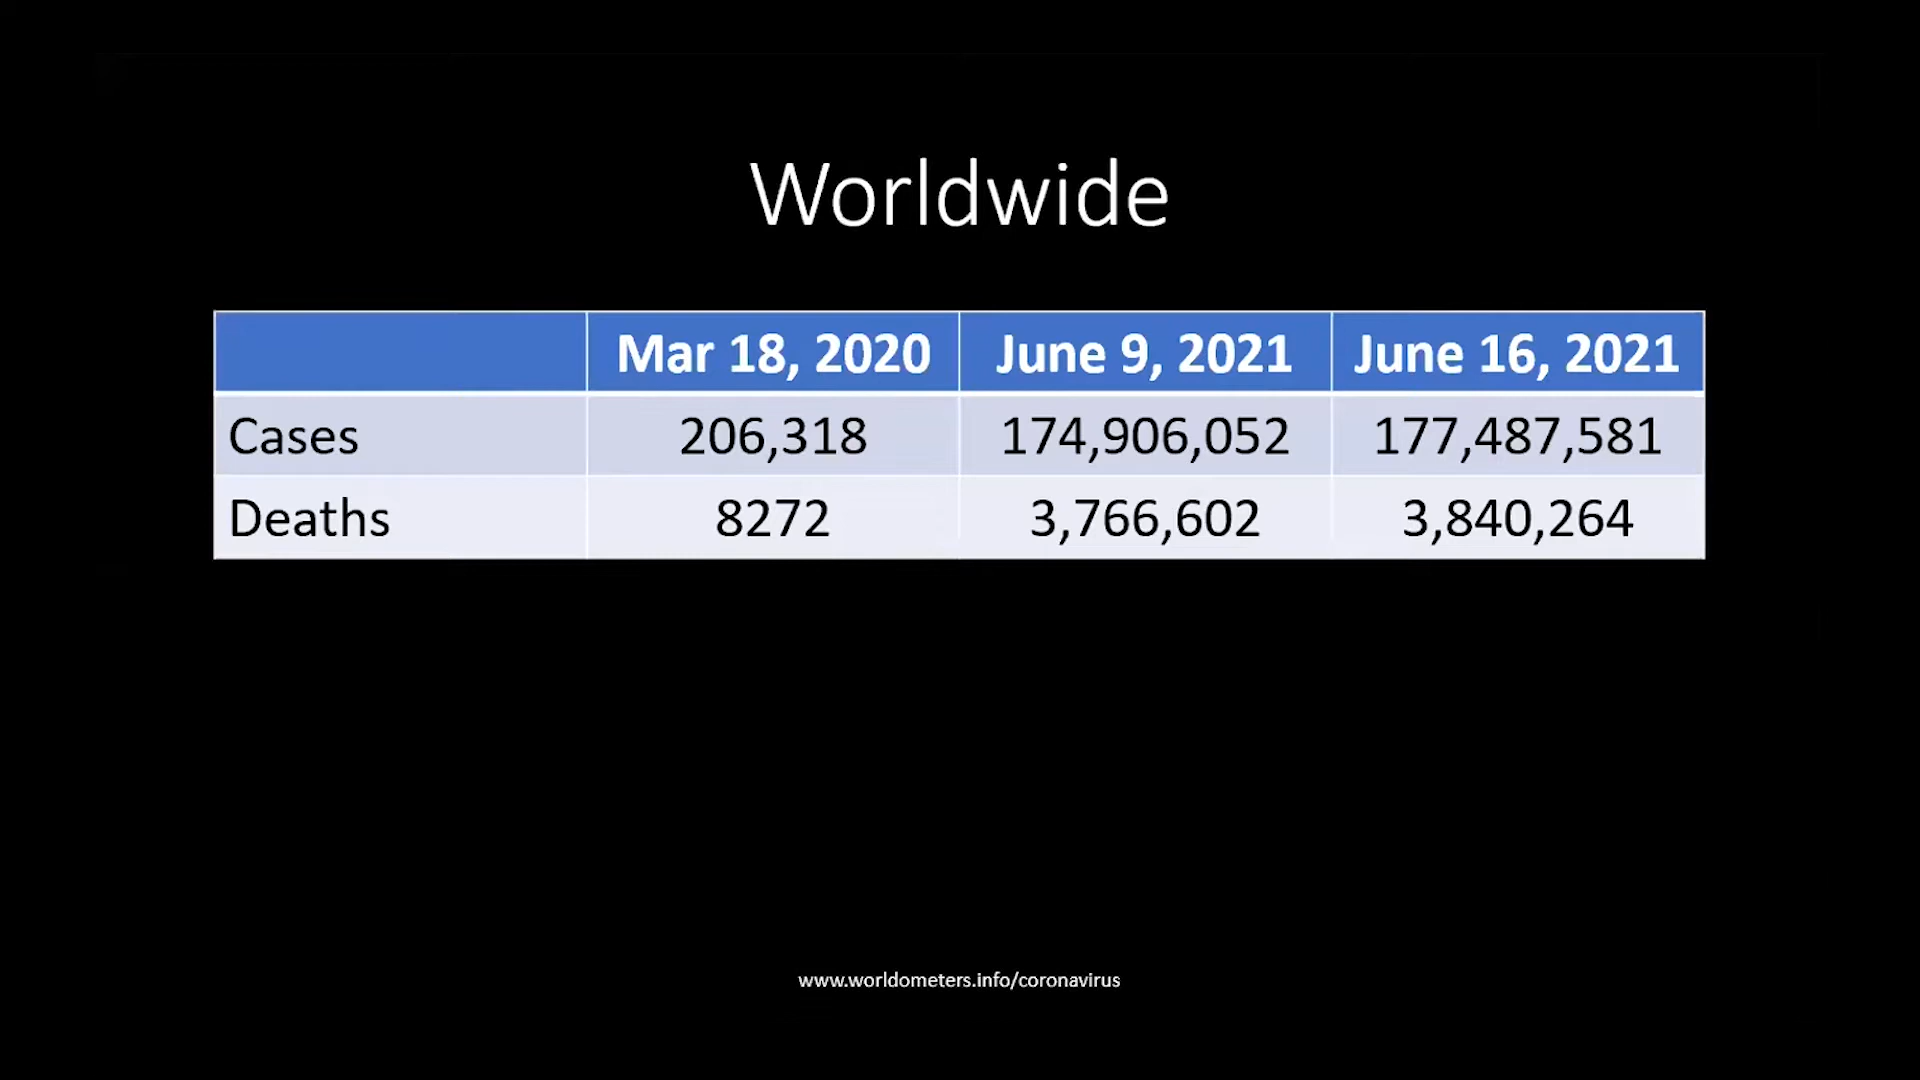 Worldwide
Mar 18, 2020 June 9, 2021 June 16, 2021
Cases 206,318 174,906,052 177,487,581
Deaths 8272 3,766,602 3,840,264
www.worldometers.info/coronavirus